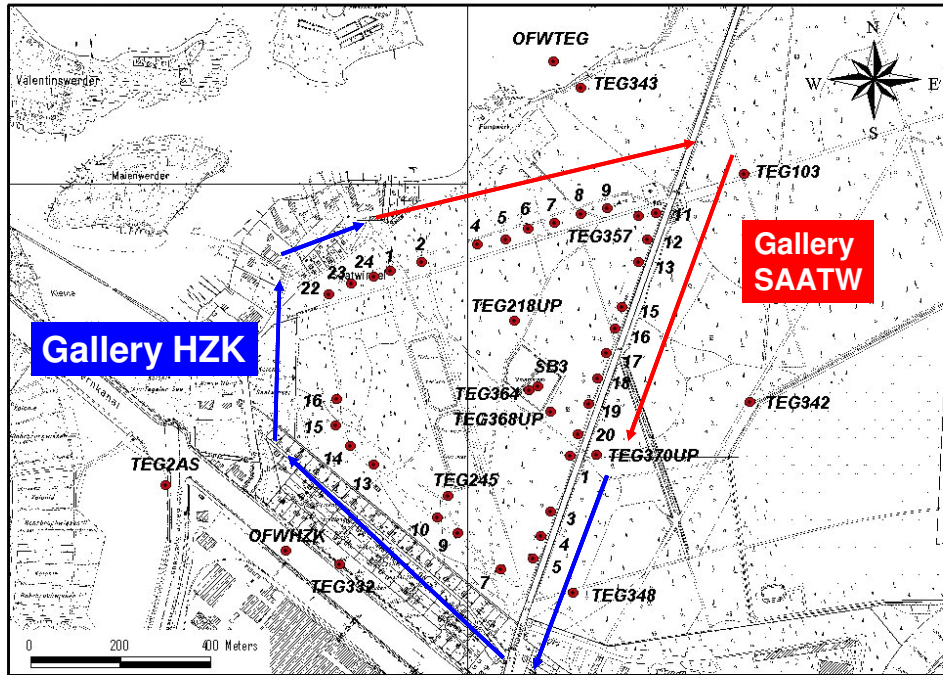 OFWTEG
TEG343
N
W
E
S
Valentinswerder
Maienwerder
TEG103
4
5
6
7
8
9
TEG357
11
12
13
Gallery
SAATW
2
1
24
23
22
TEG218UP
15
16
17
18
19
20
Gallery HZK
SB3
TEG364
TEG368UP
TEG342
TEG370UP
16
15
14
13
TEG245
10
9
7
1
3
4
5
TEG2AS
OFWHZK
TEG332
TEG348
0
200
400 Meters